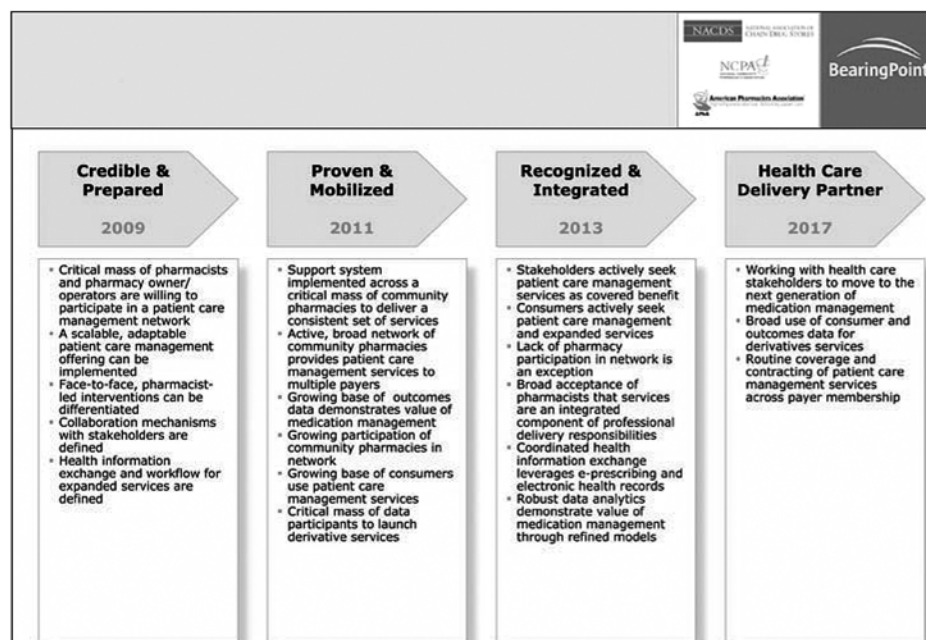 NACDS
NATIONAL ASSOCIATION OF
CHAIN DRUG STORES
NCPA
American Pharmacists Association
APhA
BearingPoint
Credible &
Prepared
2009
Proven &
Mobilized
2011
Recognized &
Integrated
2013
Health Care
Delivery Partner
2017
• Critical mass of pharmacists
and pharmacy owner/
operators are willing to
participate in a patient care
management network
• A scalable, adaptable
patient care management
offering can be
implemented
• Face-to-face, pharmacist-
led interventions can be
differentiated
• Collaboration mechanisms
with stakeholders are
defined
• Health information
exchange and workflow for
expanded services are
defined
• Support system
implemented across a
critical mass of community
pharmacies to deliver a
consistent set of services
• Active, broad network of
community pharmacies
provides patient care
management services to
multiple payers
• Growing base of outcomes
data demonstrates value of
medication management
• Growing participation of
community pharmacies in
network
• Growing base of consumers
use patient care
management services
• Critical mass of data
participants to launch
derivative services
• Stakeholders actively seek
patient care management
services as covered benefit
• Consumers actively seek
patient care management
and expanded services
• Lack of pharmacy
participation in network is
an exception
• Broad acceptance of
pharmacists that services
are an integrated
component of professional
delivery responsibilities
• Coordinated health
information exchange
leverages e-prescribing and
electronic health records
• Robust data analytics
demonstrate value of
medication management
through refined models
• Working with health care
stakeholders to move to the
next generation of
medication management
• Broad use of consumer and
outcomes data for
derivatives services
• Routine coverage and
contracting of patient care
management services
across payer membership